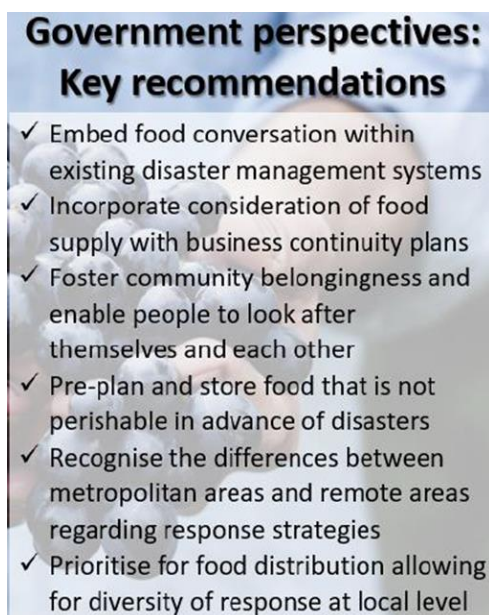 Government perspectives:
Key recommendations
✓ Embed food conversation within
existing disaster management systems
✓ Incorporate consideration of food
supply with business continuity plans
✓ Foster community belongingness and
enable people to look after
themselves and each other
✓ Pre-plan and store food that is not
perishable in advance of disasters
✓ Recognise the differences between
metropolitan areas and remote areas
regarding response strategies
✓ Prioritise for food distribution allowing
for diversity of response at local level